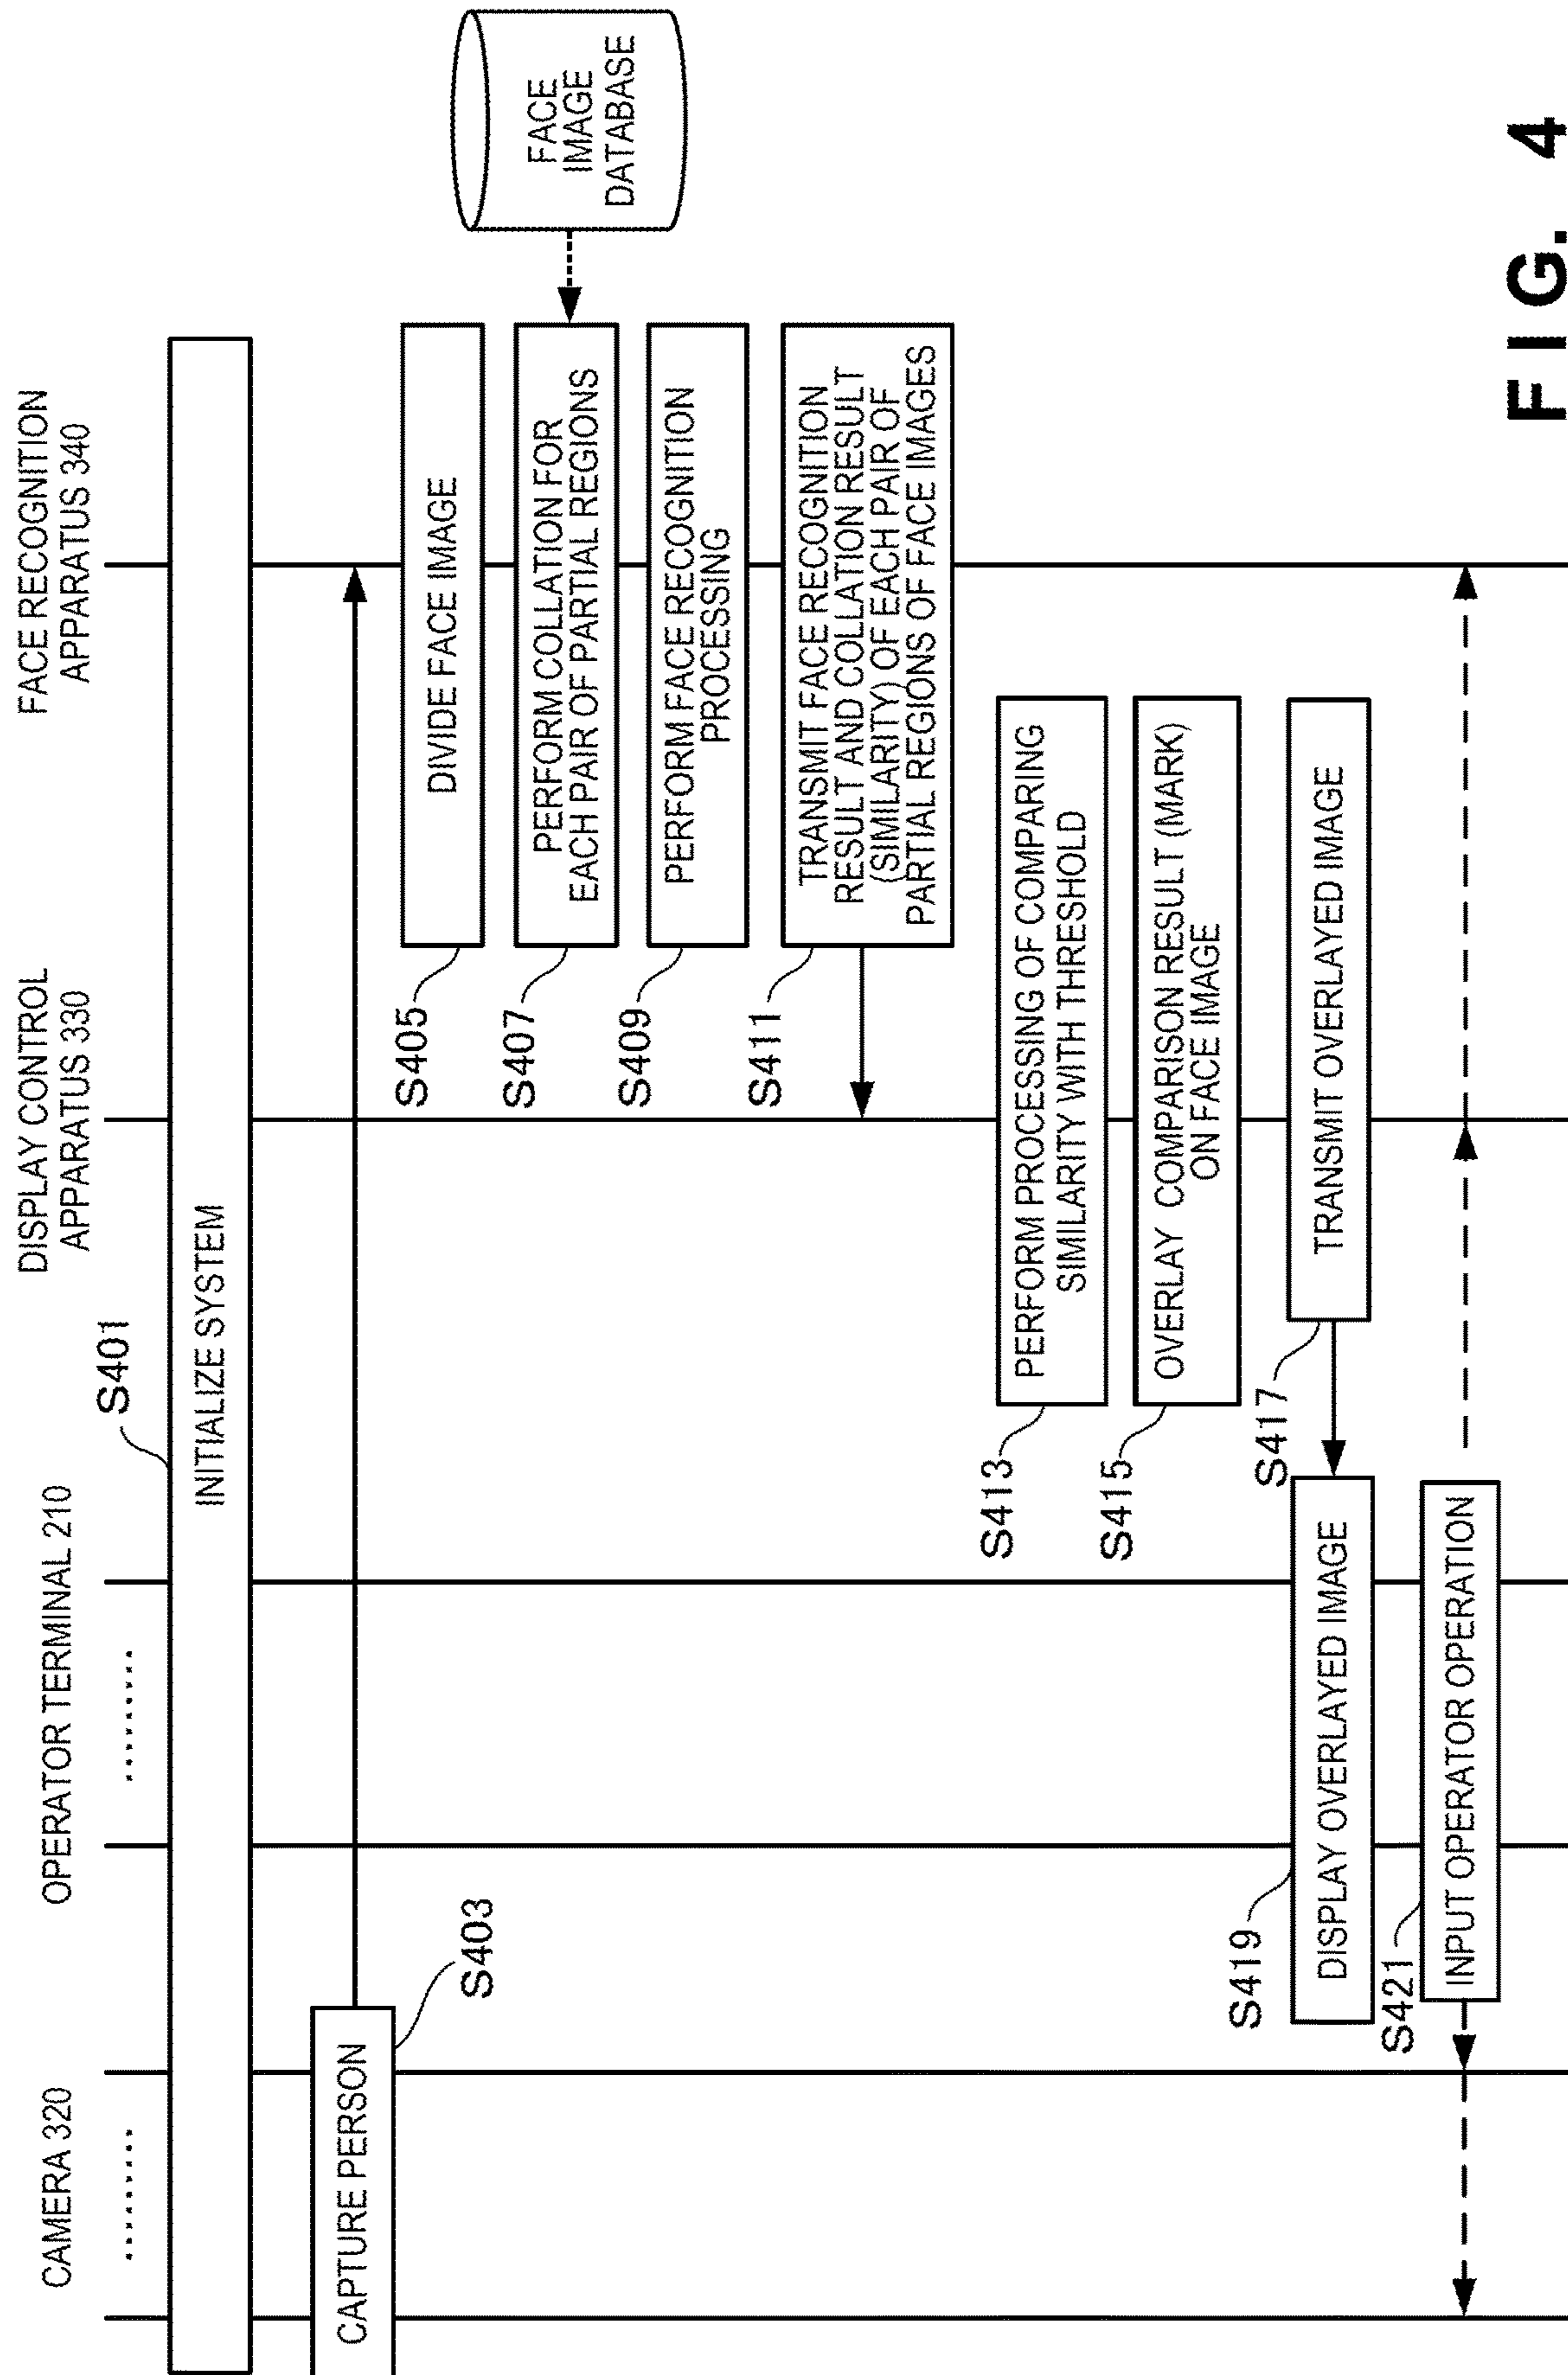 CAMERA 320
OPERATOR TERMINAL 210
DISPLAY CONTROL
APPARATUS 330
FACE RECOGNITION
APPARATUS 340
S401
INITIALIZE SYSTEM
CAPTURE PERSON
S403
S405
DIVIDE FACE IMAGE
S407
PERFORM COLLATION FOR
EACH PAIR OF PARTIAL REGIONS
FACE
IMAGE
DATABASE
S409
PERFORM FACE RECOGNITION
PROCESSING
S411
TRANSMIT FACE RECOGNITION
RESULT AND COLLATION RESULT
(SIMILARITY) OF EACH PAIR OF
PARTIAL REGIONS OF FACE IMAGES
S413
PERFORM PROCESSING OF COMPARING
SIMILARITY WITH THRESHOLD
S415
OVERLAY COMPARISON RESULT (MARK)
ON FACE IMAGE
S417
TRANSMIT OVERLAYED IMAGE
S419
DISPLAY OVERLAYED IMAGE
S421
INPUT OPERATOR OPERATION
FIG. 4